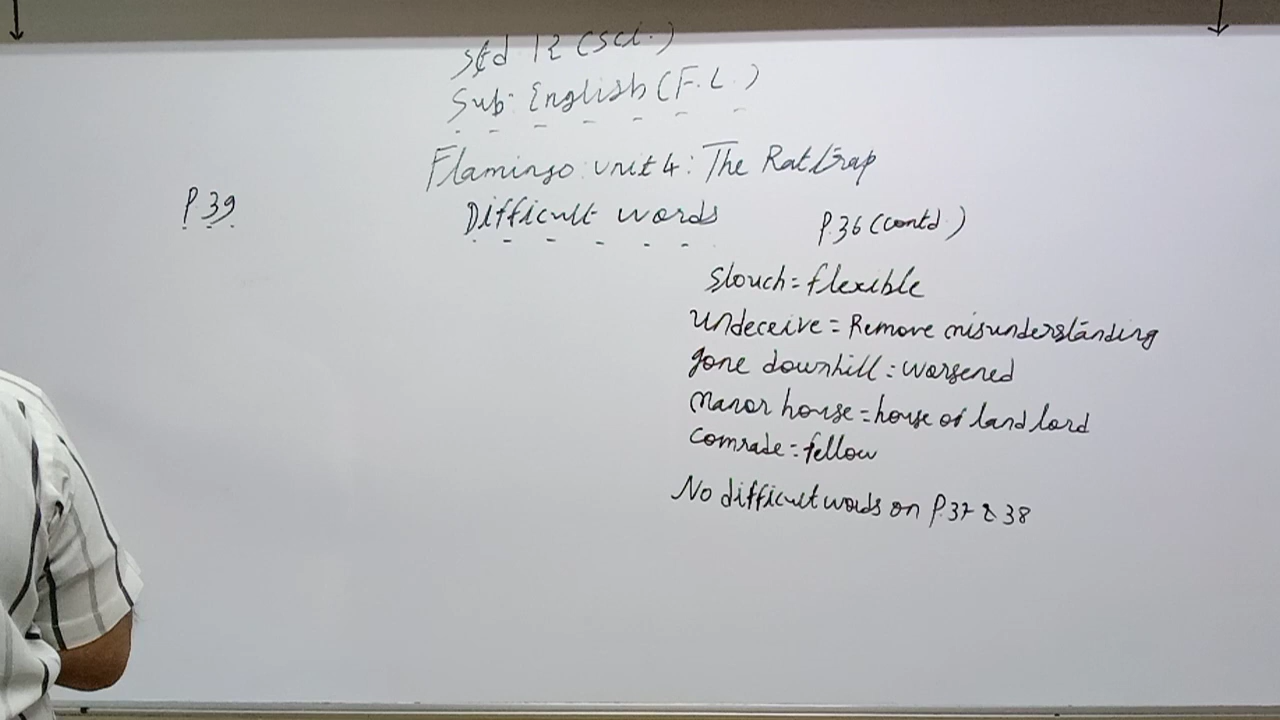 Std 12 (Sci.)
Sub: English (F.L.)
Flamingo: Unit 4: The Rattrap
Difficult words
P.39
P.36 (contd.)
Slouch = flexible
Undeceive = Remove misunderstanding
gone downhill = worsened
Manor house = house of land lord
Comrade = fellow
No difficult words on P.37 & 38